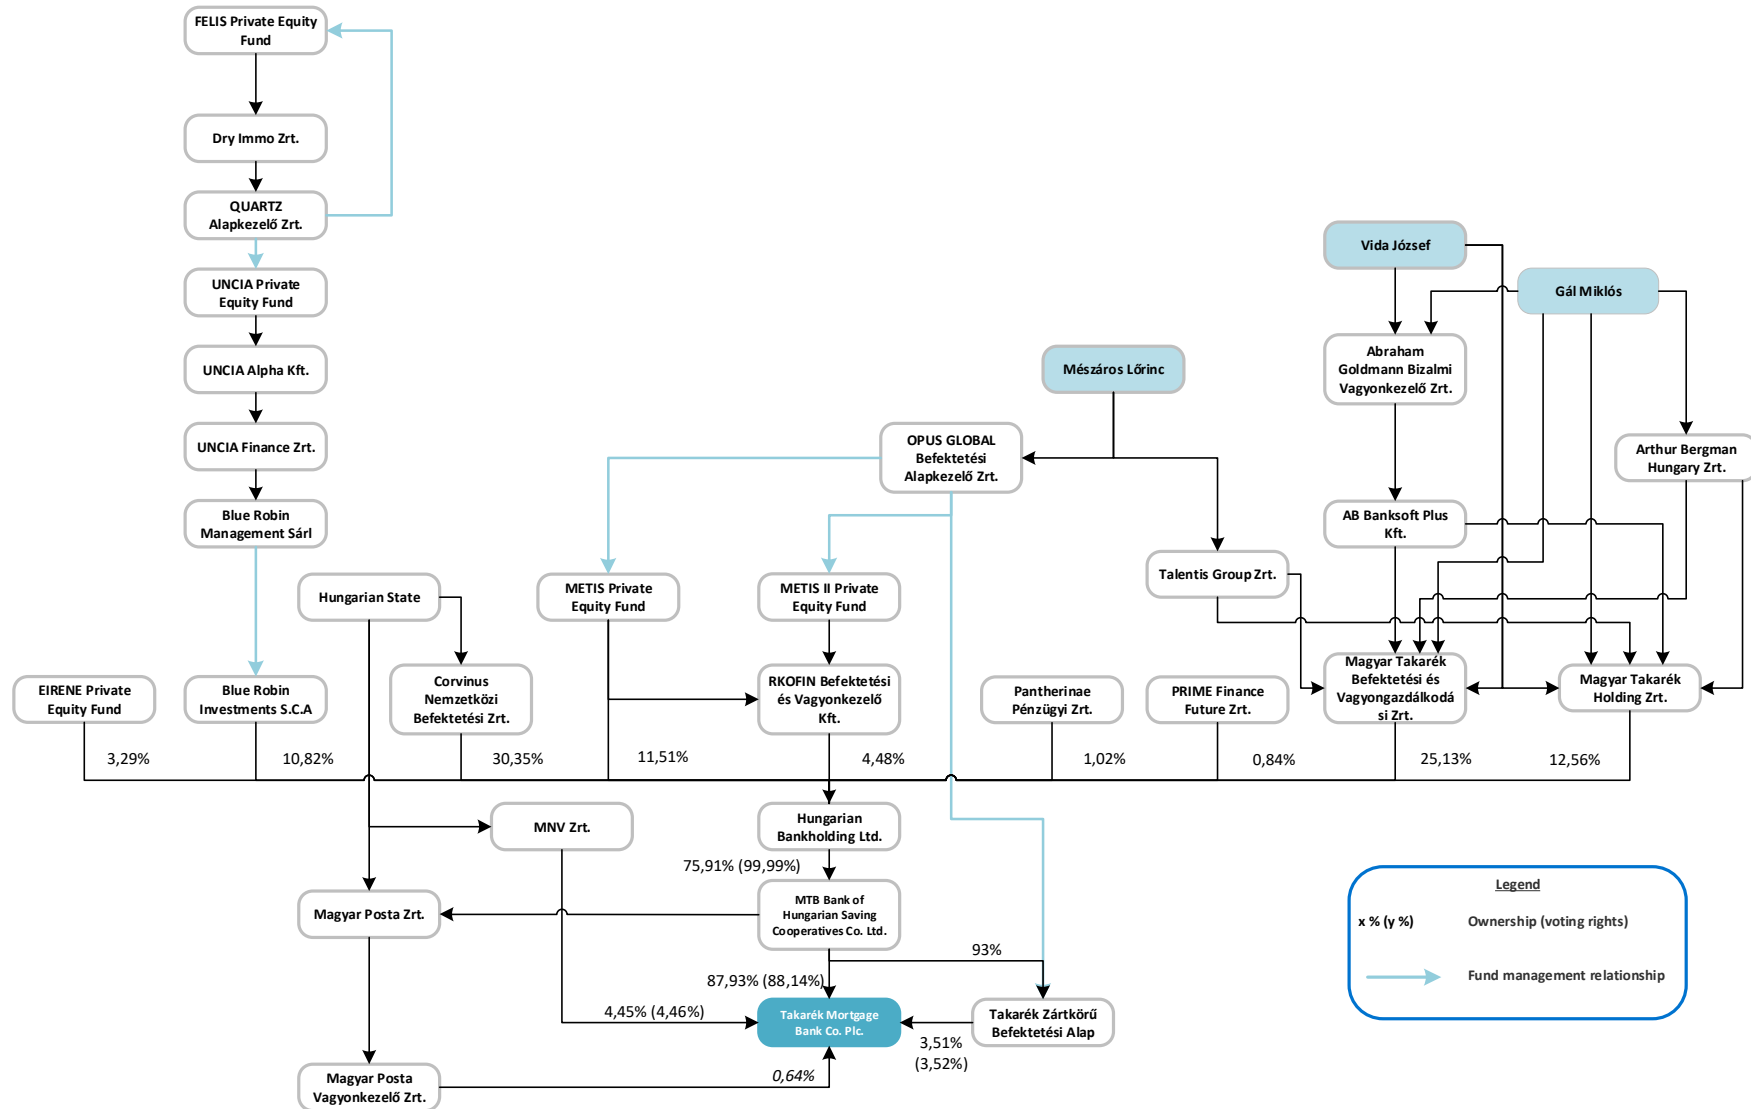 FELIS Private Equity
Fund
Dry Immo Zrt.
QUARTZ
Alapkezelő Zrt.
UNCIA Private
Equity Fund
UNCIA Alpha Kft.
UNCIA Finance Zrt.
Blue Robin
Management Sárl
Vida József
Gál Miklós
Mészáros Lőrinc
Abraham
Goldmann Bizalmi
Vagyonkezelő Zrt.
OPUS GLOBAL
Befektetési
Alapkezelő Zrt.
Arthur Bergman
Hungary Zrt.
AB Banksoft Plus
Kft.
Hungarian State
METIS Private
Equity Fund
METIS II Private
Equity Fund
Talentis Group Zrt.
EIRENE Private
Equity Fund
Blue Robin
Investments S.C.A
Corvinus
Nemzetközi
Befektetési Zrt.
RKOFIN Befektetési
és Vagyonkezelő
Kft.
Pantherinae
Pénzügyi Zrt.
PRIME Finance
Future Zrt.
Magyar Takarék
Befektetési és
Vagyongazdálkodá
si Zrt.
Magyar Takarék
Holding Zrt.
3,29%
10,82%
30,35%
11,51%
4,48%
1,02%
0,84%
25,13%
12,56%
MNV Zrt.
Hungarian
Bankholding Ltd.
75,91% (99,99%)
Magyar Posta Zrt.
MTB Bank of
Hungarian Saving
Cooperatives Co. Ltd.
93%
87,93% (88,14%)
4,45% (4,46%)
Takarék Mortgage
Bank Co. Plc.
Takarék Zártkörű
Befektetési Alap
3,51%
(3,52%)
Magyar Posta
Vagyonkezelő Zrt.
0,64%
Legend
x % (y %)
Ownership (voting rights)
Fund management relationship